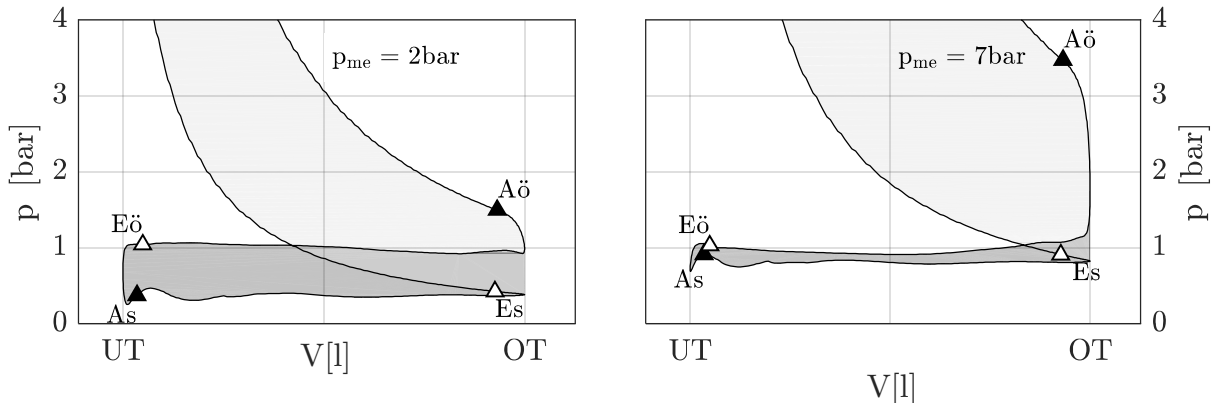 4
3
2
1
0
p [bar]
p_me = 2bar
Aö
Eö
As
Es
UT
V[l]
OT
p_me = 7bar
Aö
Eö
As
Es
UT
OT
V[l]
4
3
2
1
0
p [bar]